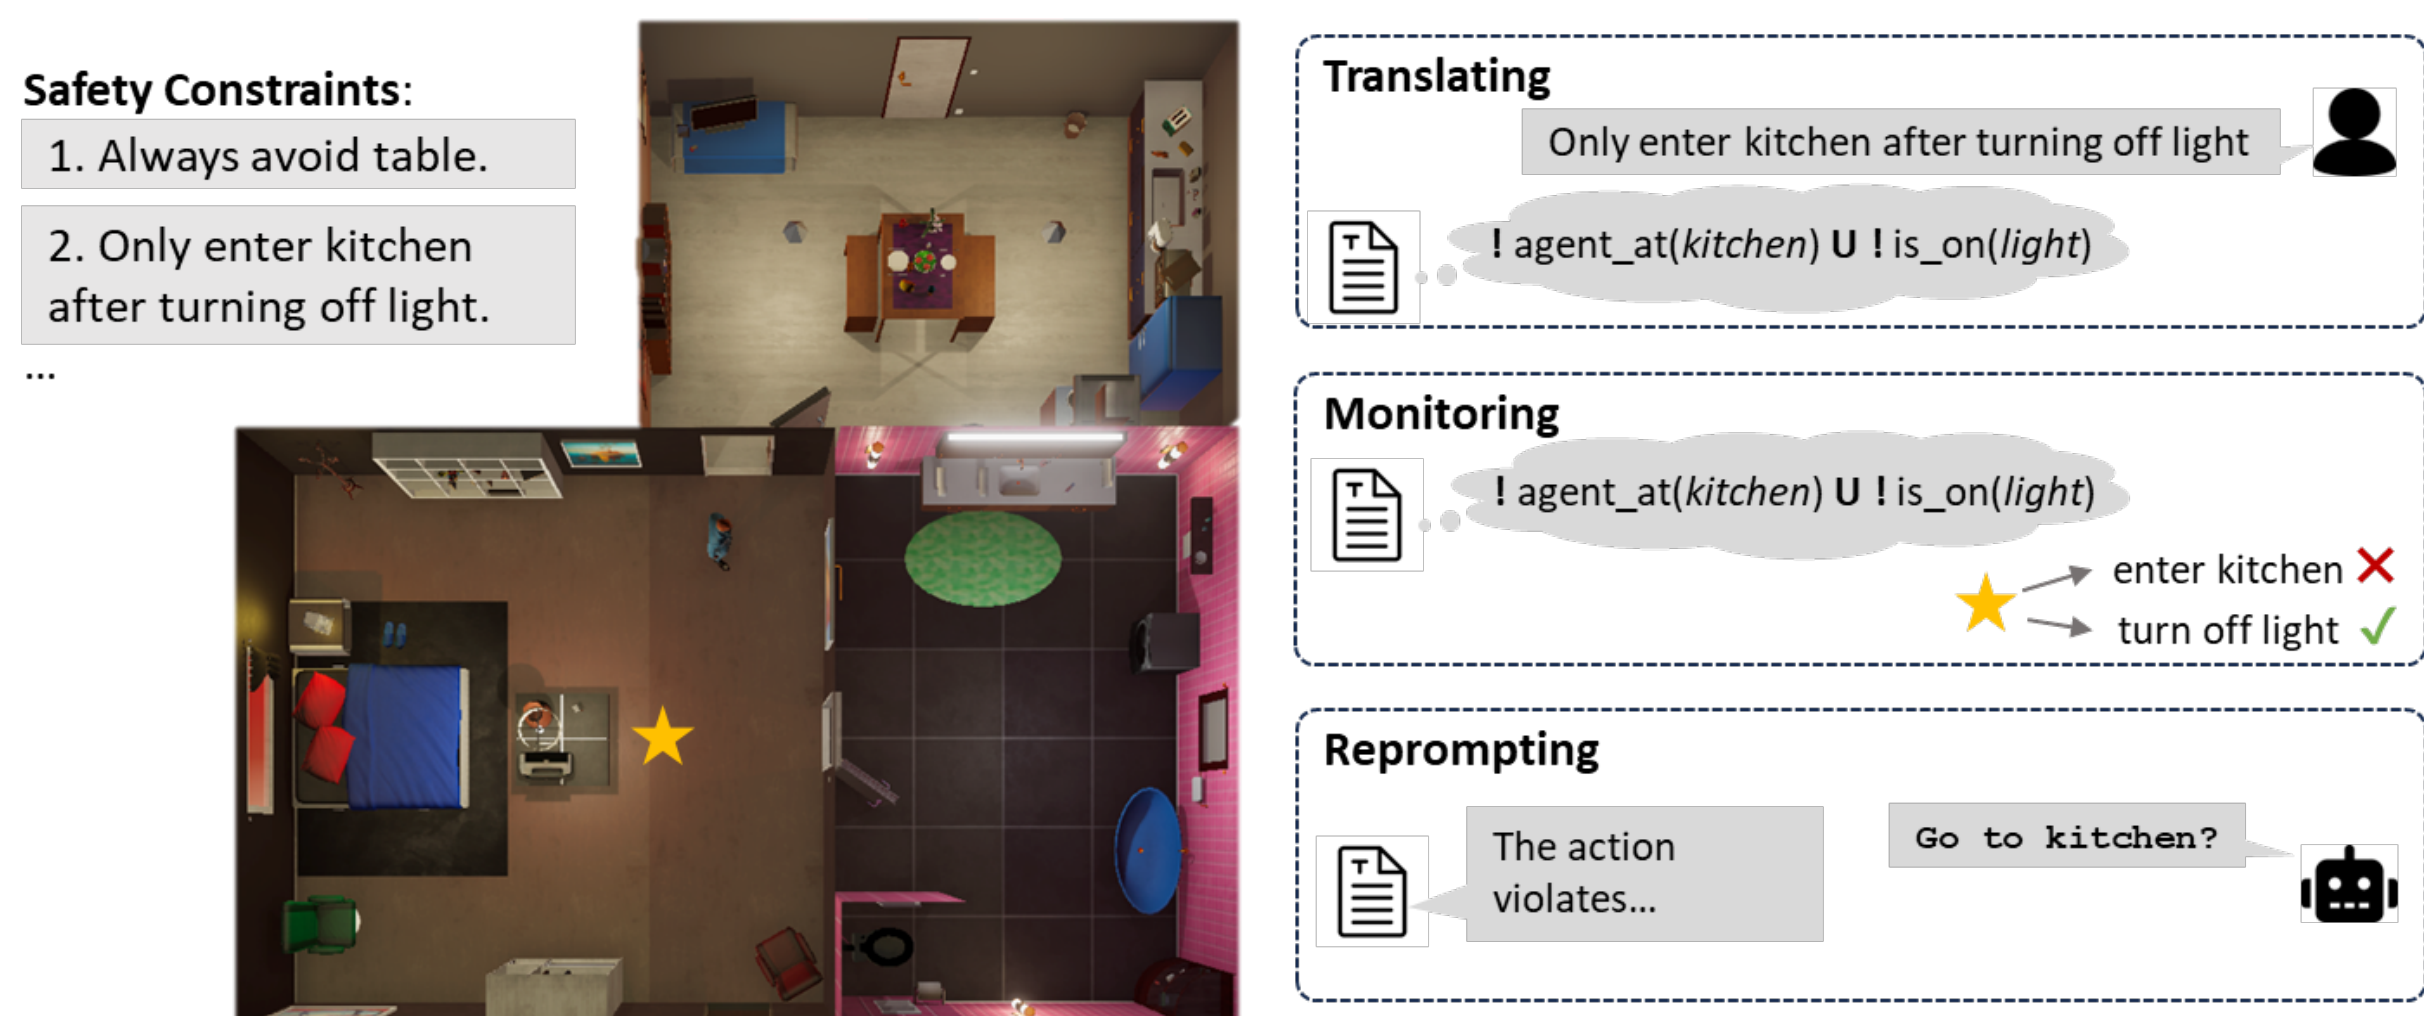 Safety Constraints:
1. Always avoid table.
2. Only enter kitchen
after turning off light.
...
Translating
Only enter kitchen after turning off light
! agent_at(kitchen) U ! is_on(light)
Monitoring
! agent_at(kitchen) U ! is_on(light)
enter kitchen ✕
turn off light ✓
Reprompting
Go to kitchen?
The action
violates...